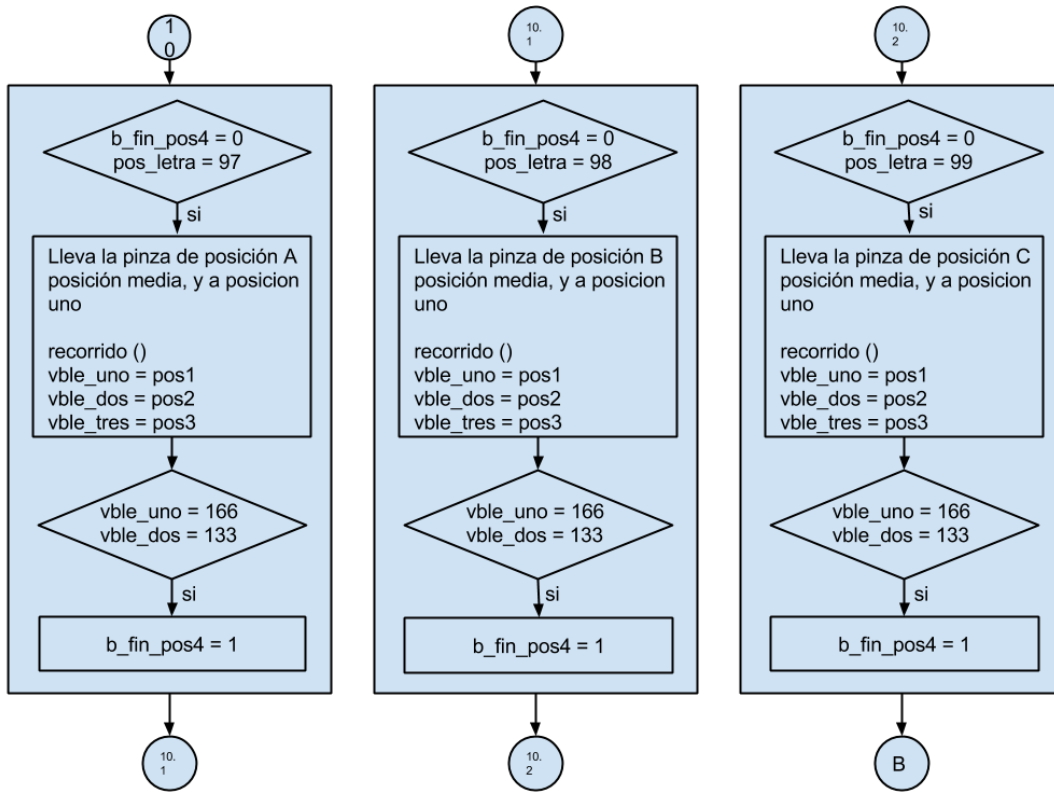 1
0
b_fin_pos4 = 0
pos_letra = 97
si
Lleva la pinza de posición A
posición media, y a posicion
uno
recorrido ()
vble_uno = pos1
vble_dos = pos2
vble_tres = pos3
vble_uno = 166
vble_dos = 133
si
b_fin_pos4 = 1
10.
1
10.
1
b_fin_pos4 = 0
pos_letra = 98
si
Lleva la pinza de posición B
posición media, y a posicion
uno
recorrido ()
vble_uno = pos1
vble_dos = pos2
vble_tres = pos3
vble_uno = 166
vble_dos = 133
si
b_fin_pos4 = 1
10.
2
10.
2
b_fin_pos4 = 0
pos_letra = 99
si
Lleva la pinza de posición C
posición media, y a posicion
uno
recorrido ()
vble_uno = pos1
vble_dos = pos2
vble_tres = pos3
vble_uno = 166
vble_dos = 133
si
b_fin_pos4 = 1
B